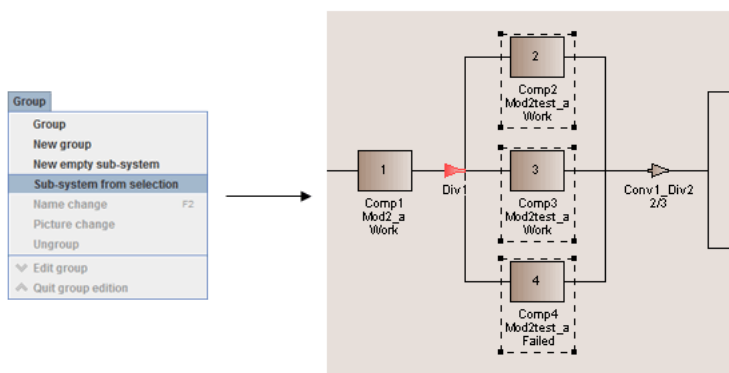 Group
Group
New group
New empty sub-system
Sub-system from selection
Name change F2
Picture change
Ungroup
Edit group
Quit group edition
2
Comp2
Mod2test_a
Work
1
Comp1
Mod2_a
Work
Div1
3
Comp3
Mod2test_a
Work
Conv1_Div2
2/3
4
Comp4
Mod2test_a
Failed